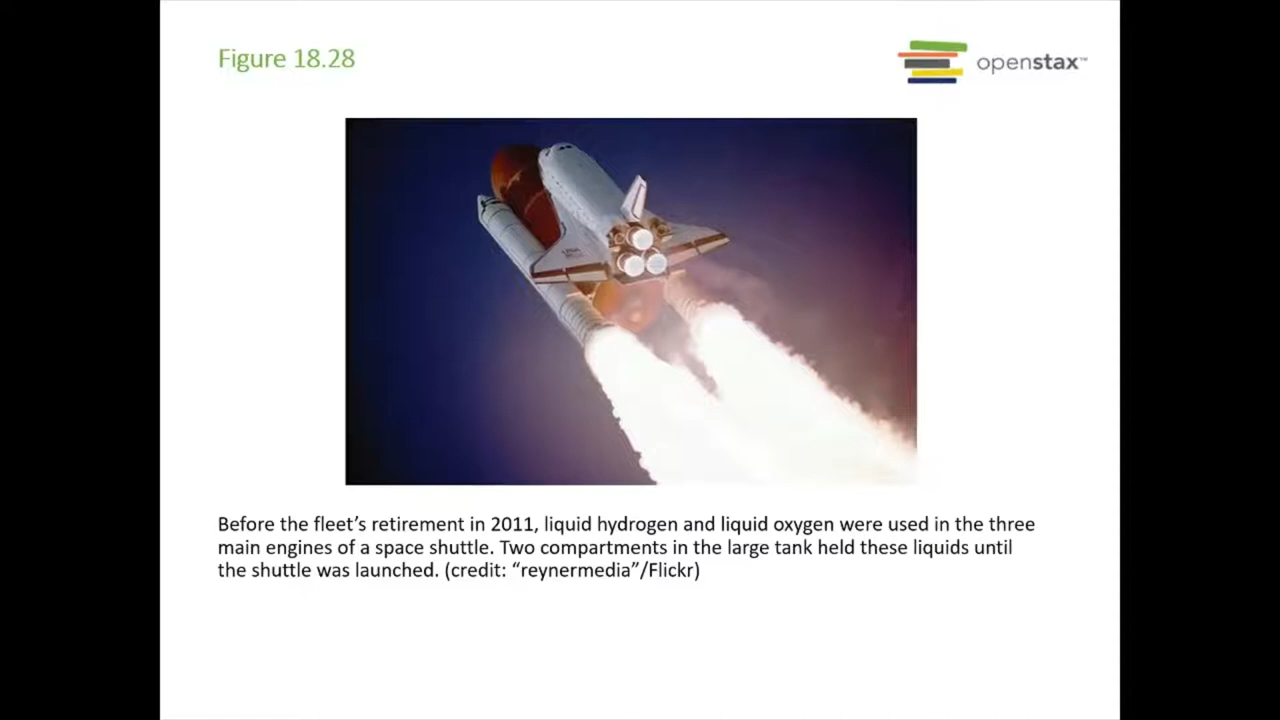 Figure 18.28
openstax™
Before the fleet’s retirement in 2011, liquid hydrogen and liquid oxygen were used in the three
main engines of a space shuttle. Two compartments in the large tank held these liquids until
the shuttle was launched. (credit: “reynermedia”/Flickr)